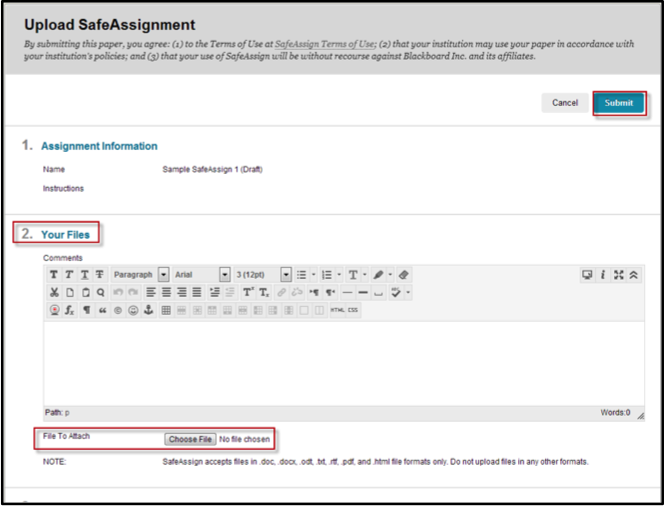 Upload SafeAssignment
By submitting this paper, you agree: (1) to the Terms of Use at SafeAssign Terms of Use; (2) that your institution may use your paper in accordance with
your institution's policies; and (3) that your use of SafeAssign will be without recourse against Blackboard Inc. and its affiliates.
Cancel Submit
1. Assignment Information
Name Sample SafeAssign 1 (Draft)
Instructions
2. Your Files
Comments
T T T T Paragraph Arial 3 (12pt) T
T Tx
fx HTML CSS
Path: p Words:0
File To Attach Choose File No file chosen
NOTE: SafeAssign accepts files in .doc, .docx, .odt, .txt, .rtf, .pdf, and .html file formats only. Do not upload files in any other formats.